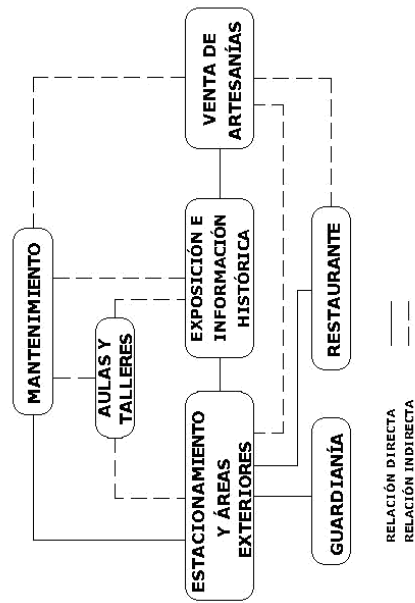 MANTENIMIENTO
AULAS Y
TALLERES
ESTACIONAMIENTO
Y ÁREAS
EXTERIORES
EXPOSICIÓN E
INFORMACIÓN
HISTÓRICA
VENTA DE
ARTESANÍAS
GUARDIANÍA
RESTAURANTE
RELACIÓN DIRECTA
RELACIÓN INDIRECTA